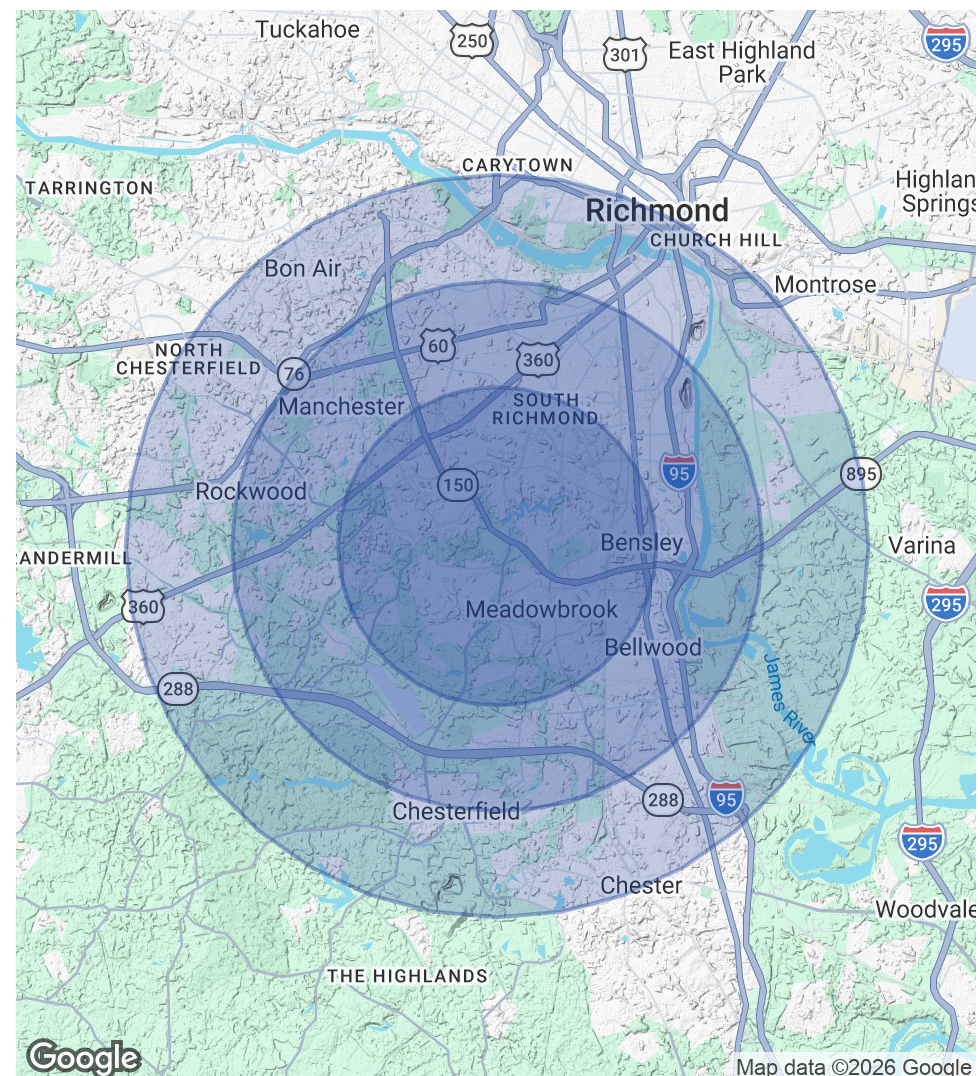 Tuckahoe
250
301
East Highland
Park
295
CARYTOWN
TARRINGTON
Highlan
Springs
Richmond
CHURCH HILL
Bon Air
Montrose
60
NORTH
CHESTERFIELD
76
360
Manchester
SOUTH
RICHMOND
95
895
150
Rockwood
Bensley
Varina
ANDERMILL
360
295
Meadowbrook
Bellwood
288
James River
288
95
Chesterfield
295
Chester
Woodvale
THE HIGHLANDS
Google
Map data ©2026 Google